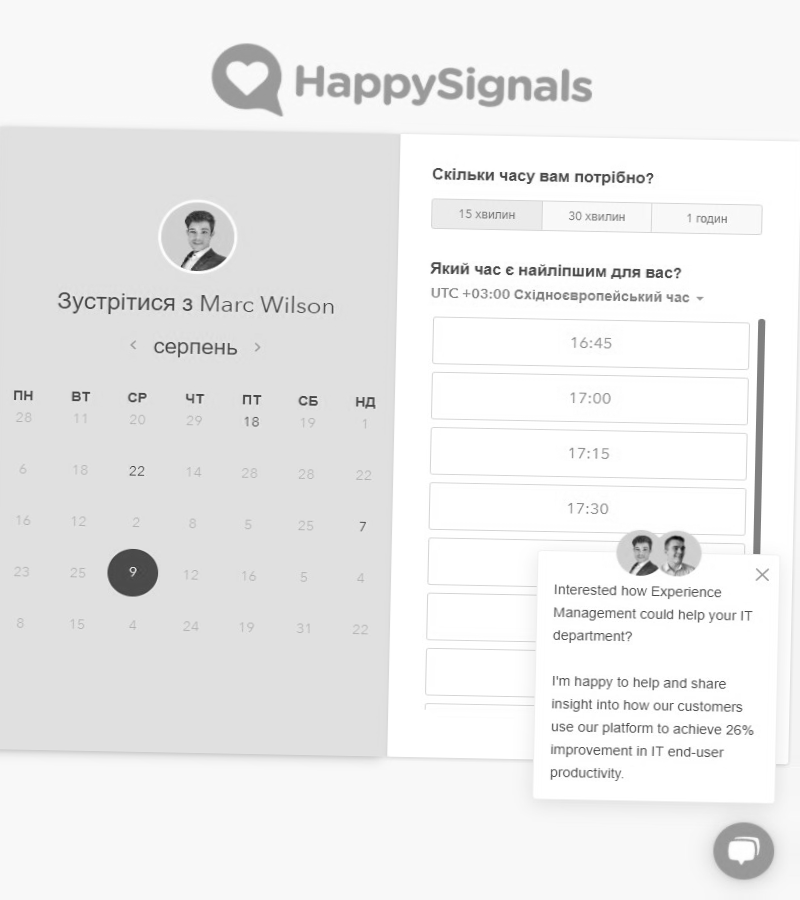 HappySignals
Зустрітися з Marc Wilson
серпень
ПН ВТ СР ЧТ ПТ СБ НД
28 11 20 29 18 19 1
6 18 22 14 28 28 22
16 12 2 8 5 25 7
23 25 9 12 16 5 4
8 15 4 24 19 31 22
Скільки часу вам потрібно?
15 хвилин 30 хвилин 1 годин
Який час є найліпшим для вас?
UTC +03:00 Східноєвропейський час
16:45
17:00
17:15
17:30
Interested how Experience
Management could help your IT
department?
I'm happy to help and share
insight into how our customers
use our platform to achieve 26%
improvement in IT end-user
productivity.